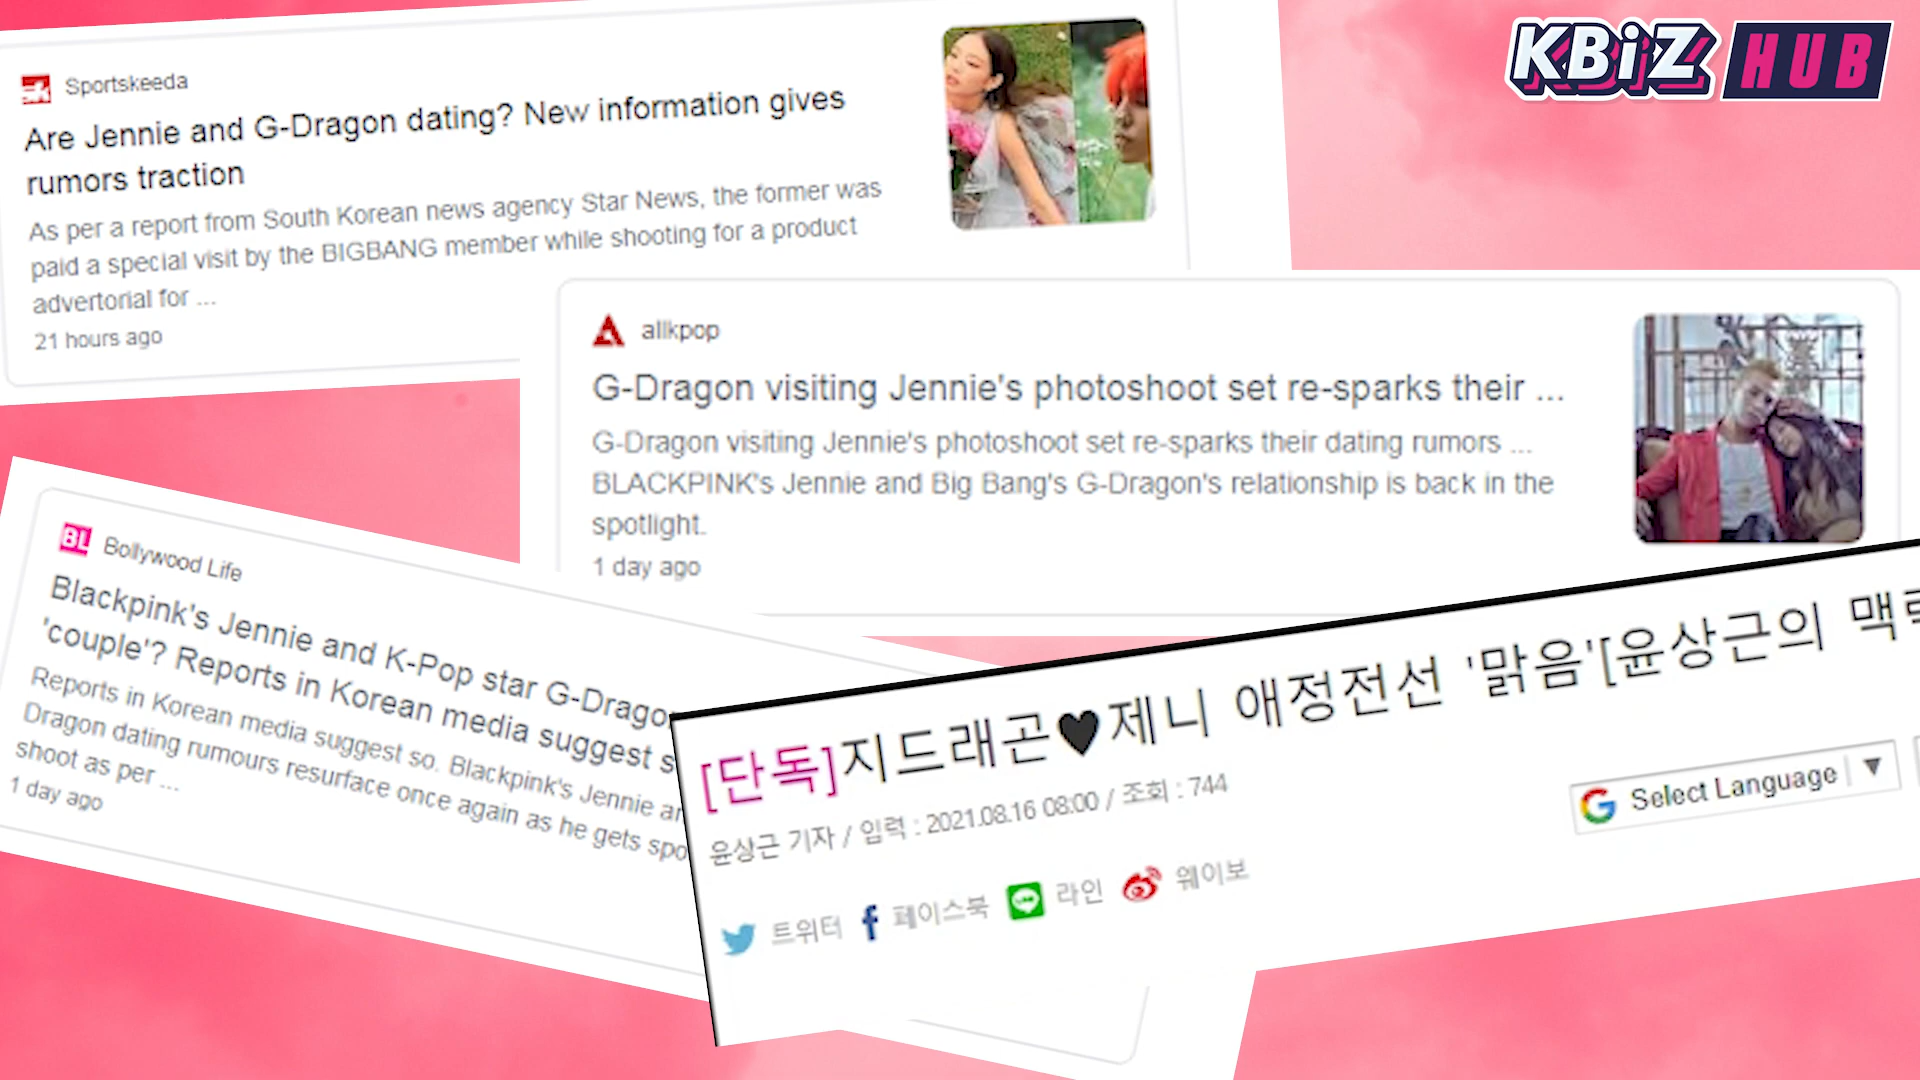 KBiZ HUB
Sportskeeda
Are Jennie and G-Dragon dating? New information gives
rumors traction
As per a report from South Korean news agency Star News, the former was
paid a special visit by the BIGBANG member while shooting for a product
advertorial for ...
21 hours ago
allkpop
G-Dragon visiting Jennie's photoshoot set re-sparks their ...
G-Dragon visiting Jennie's photoshoot set re-sparks their dating rumors ...
BLACKPINK's Jennie and Big Bang's G-Dragon's relationship is back in the
spotlight.
1 day ago
BL Bollywood Life
Blackpink's Jennie and K-Pop star G-Drago
'couple'? Reports in Korean media suggest s
Reports in Korean media suggest so. Blackpink's Jennie
Dragon dating rumours resurface once again as he gets spo
shoot as per ...
1 day ago
[단독]지드래곤♥제니 애정전선 '맑음'[윤상근의 맥
윤상근 기자 / 입력 : 2021.08.16 08:00 / 조회 : 744
Select Language ▼
트위터 페이스북 라인 웨이보